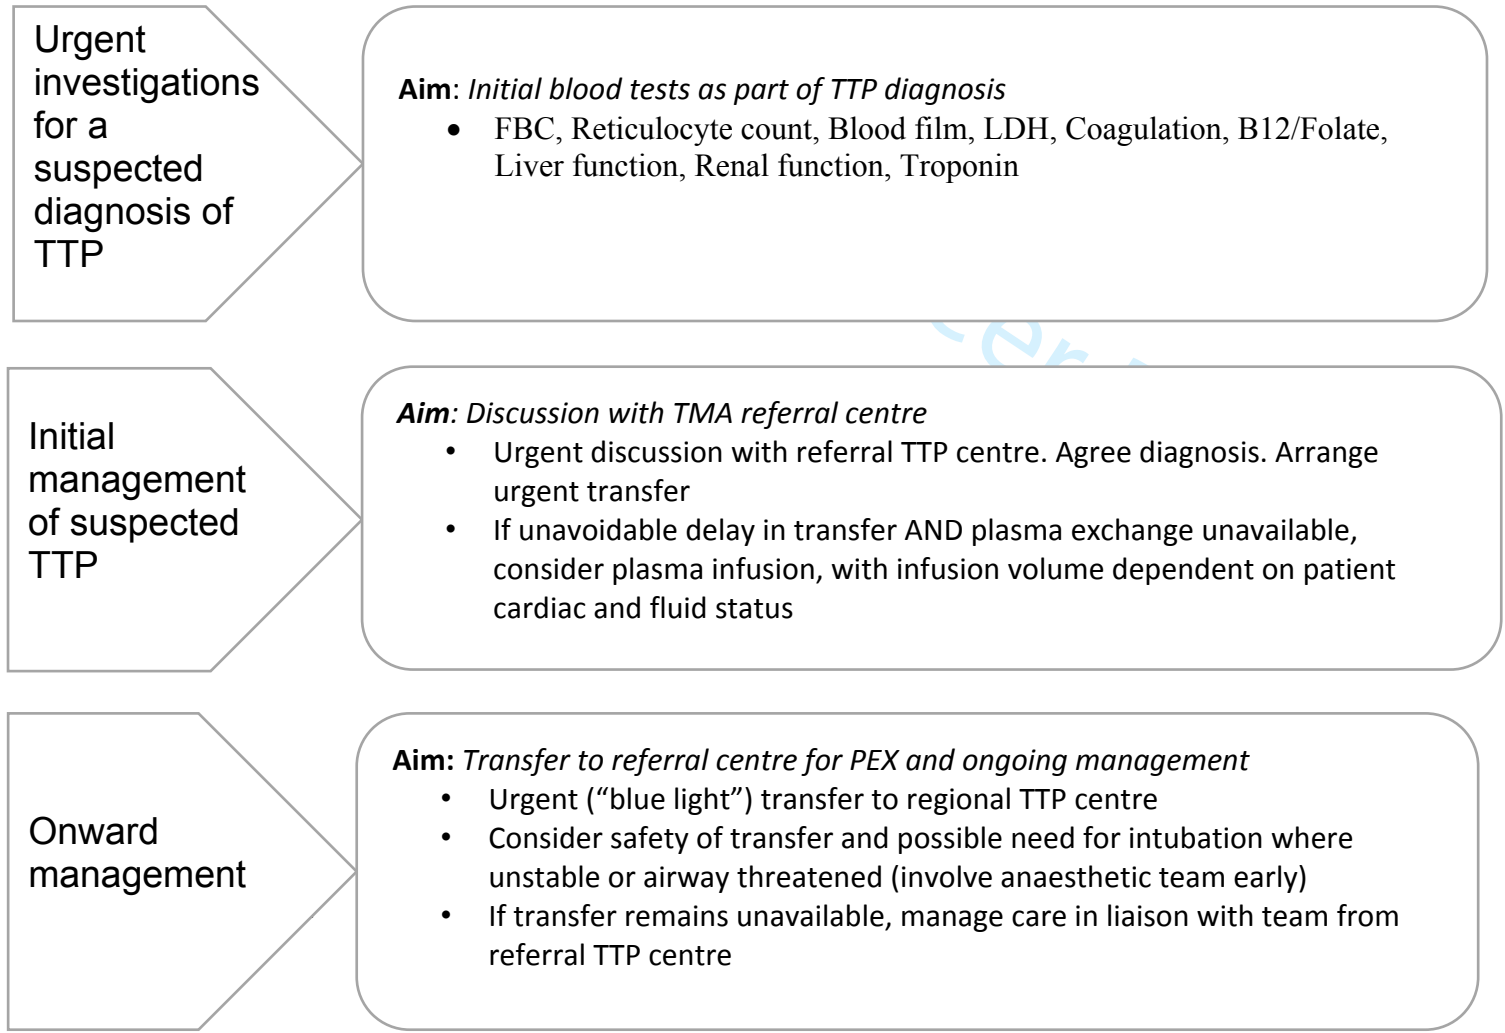 Urgent
investigations
for a
suspected
diagnosis of
TTP
Aim: Initial blood tests as part of TTP diagnosis
• FBC, Reticulocyte count, Blood film, LDH, Coagulation, B12/Folate,
Liver function, Renal function, Troponin
Initial
management
of suspected
TTP
Aim: Discussion with TMA referral centre
• Urgent discussion with referral TTP centre. Agree diagnosis. Arrange
urgent transfer
• If unavoidable delay in transfer AND plasma exchange unavailable,
consider plasma infusion, with infusion volume dependent on patient
cardiac and fluid status
Onward
management
Aim: Transfer to referral centre for PEX and ongoing management
• Urgent (“blue light”) transfer to regional TTP centre
• Consider safety of transfer and possible need for intubation where
unstable or airway threatened (involve anaesthetic team early)
• If transfer remains unavailable, manage care in liaison with team from
referral TTP centre